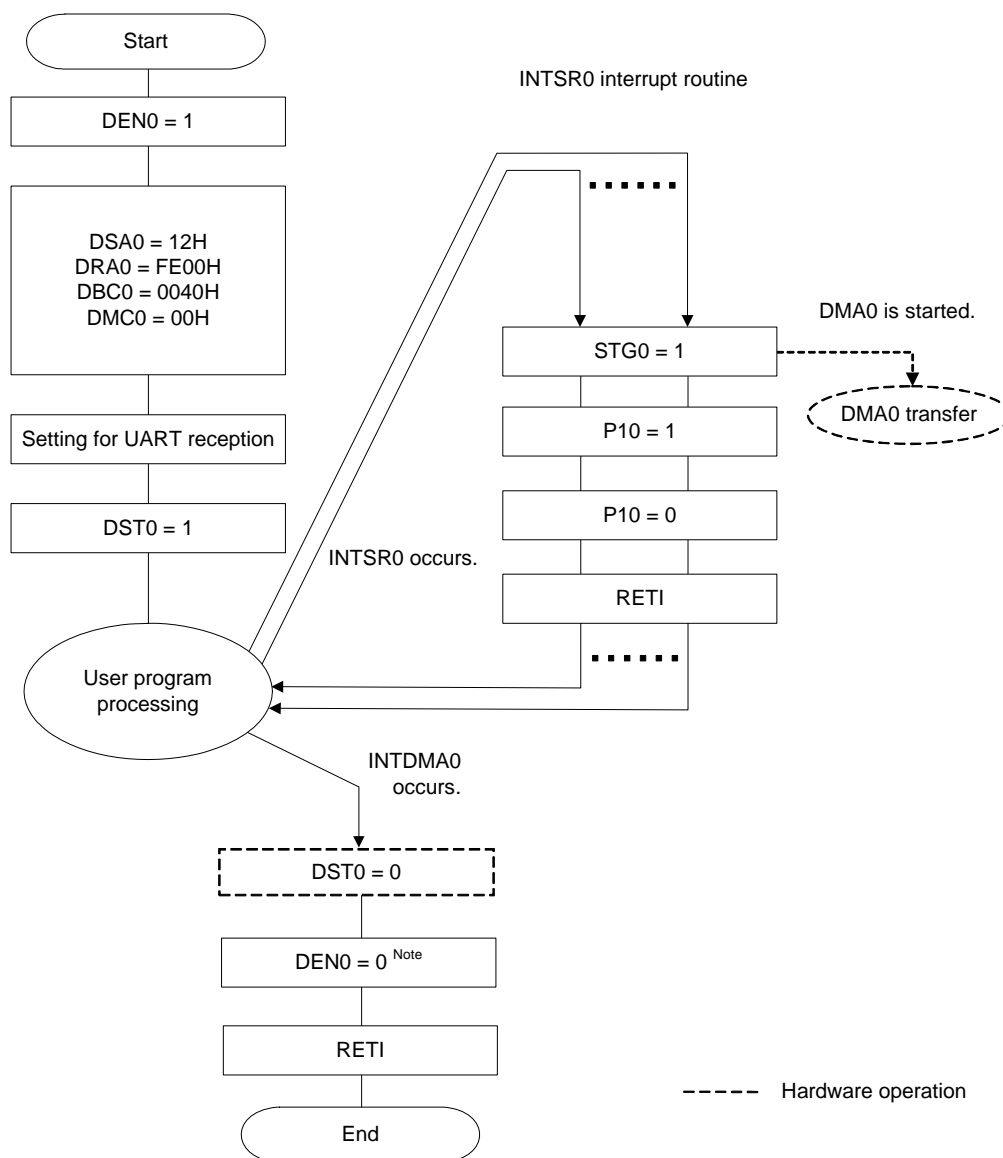 Start
DEN0 = 1
DSA0 = 12H
DRA0 = FE00H
DBC0 = 0040H
DMC0 = 00H
Setting for UART reception
DST0 = 1
User program
processing
INTSR0 occurs.
INTSR0 interrupt routine
STG0 = 1
DMA0 is started.
DMA0 transfer
P10 = 1
P10 = 0
RETI
INTDMA0
occurs.
DST0 = 0
DEN0 = 0 Note
RETI
End
Hardware operation